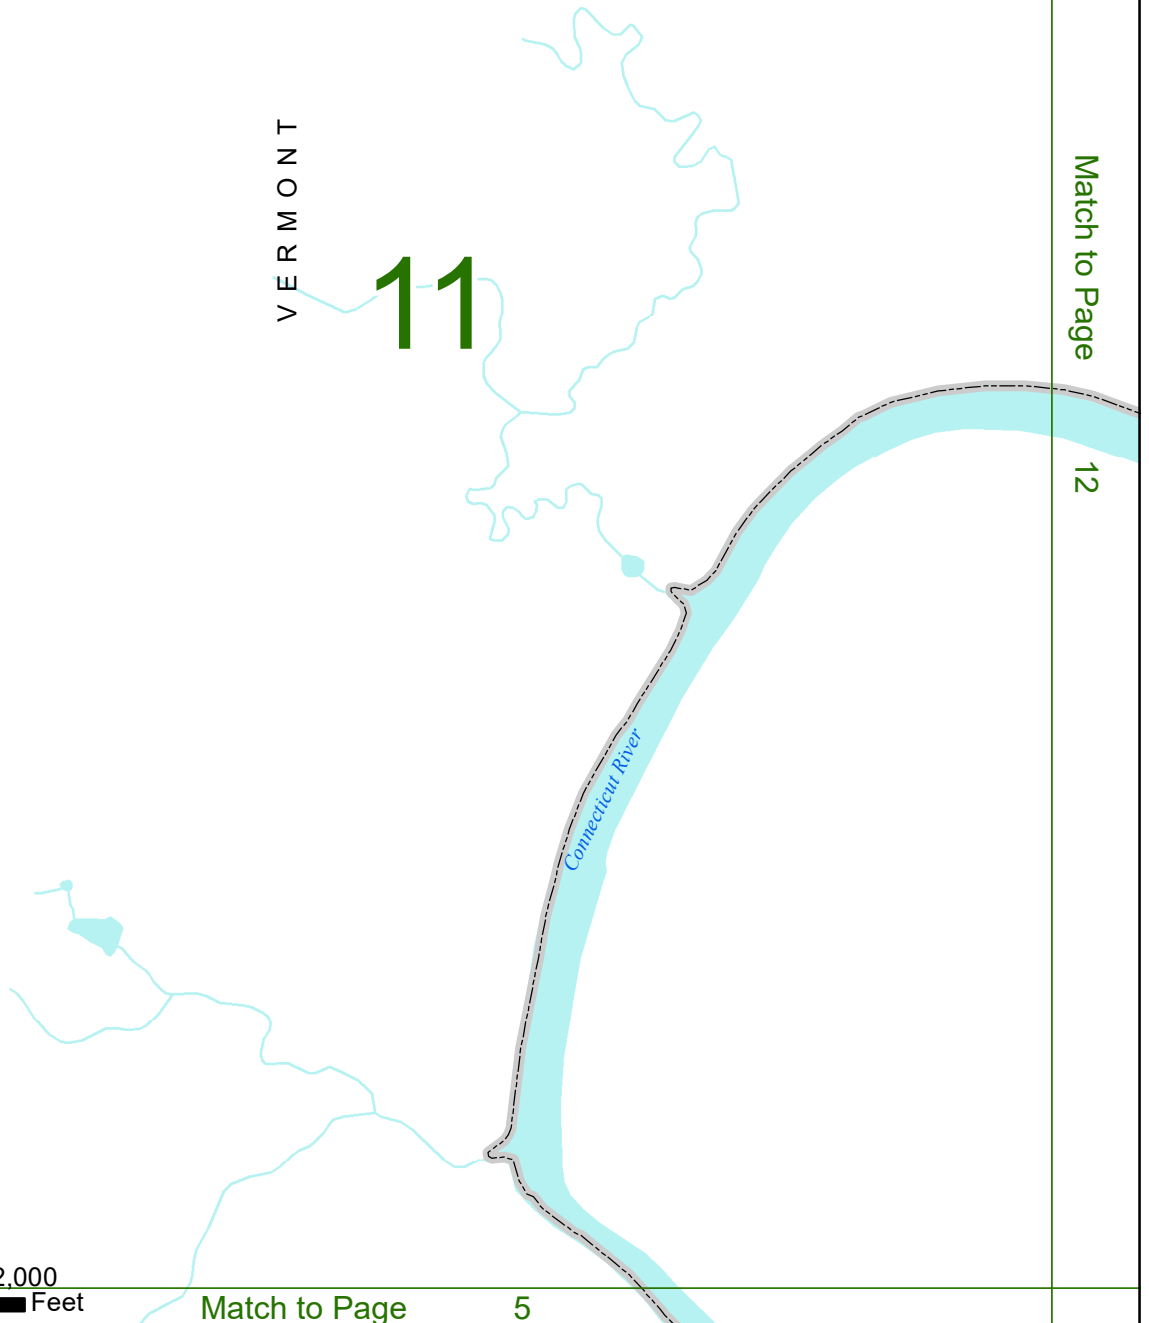 VERMONT
11
Match to Page 12
Connecticut River
2,000
Feet
Match to Page 5